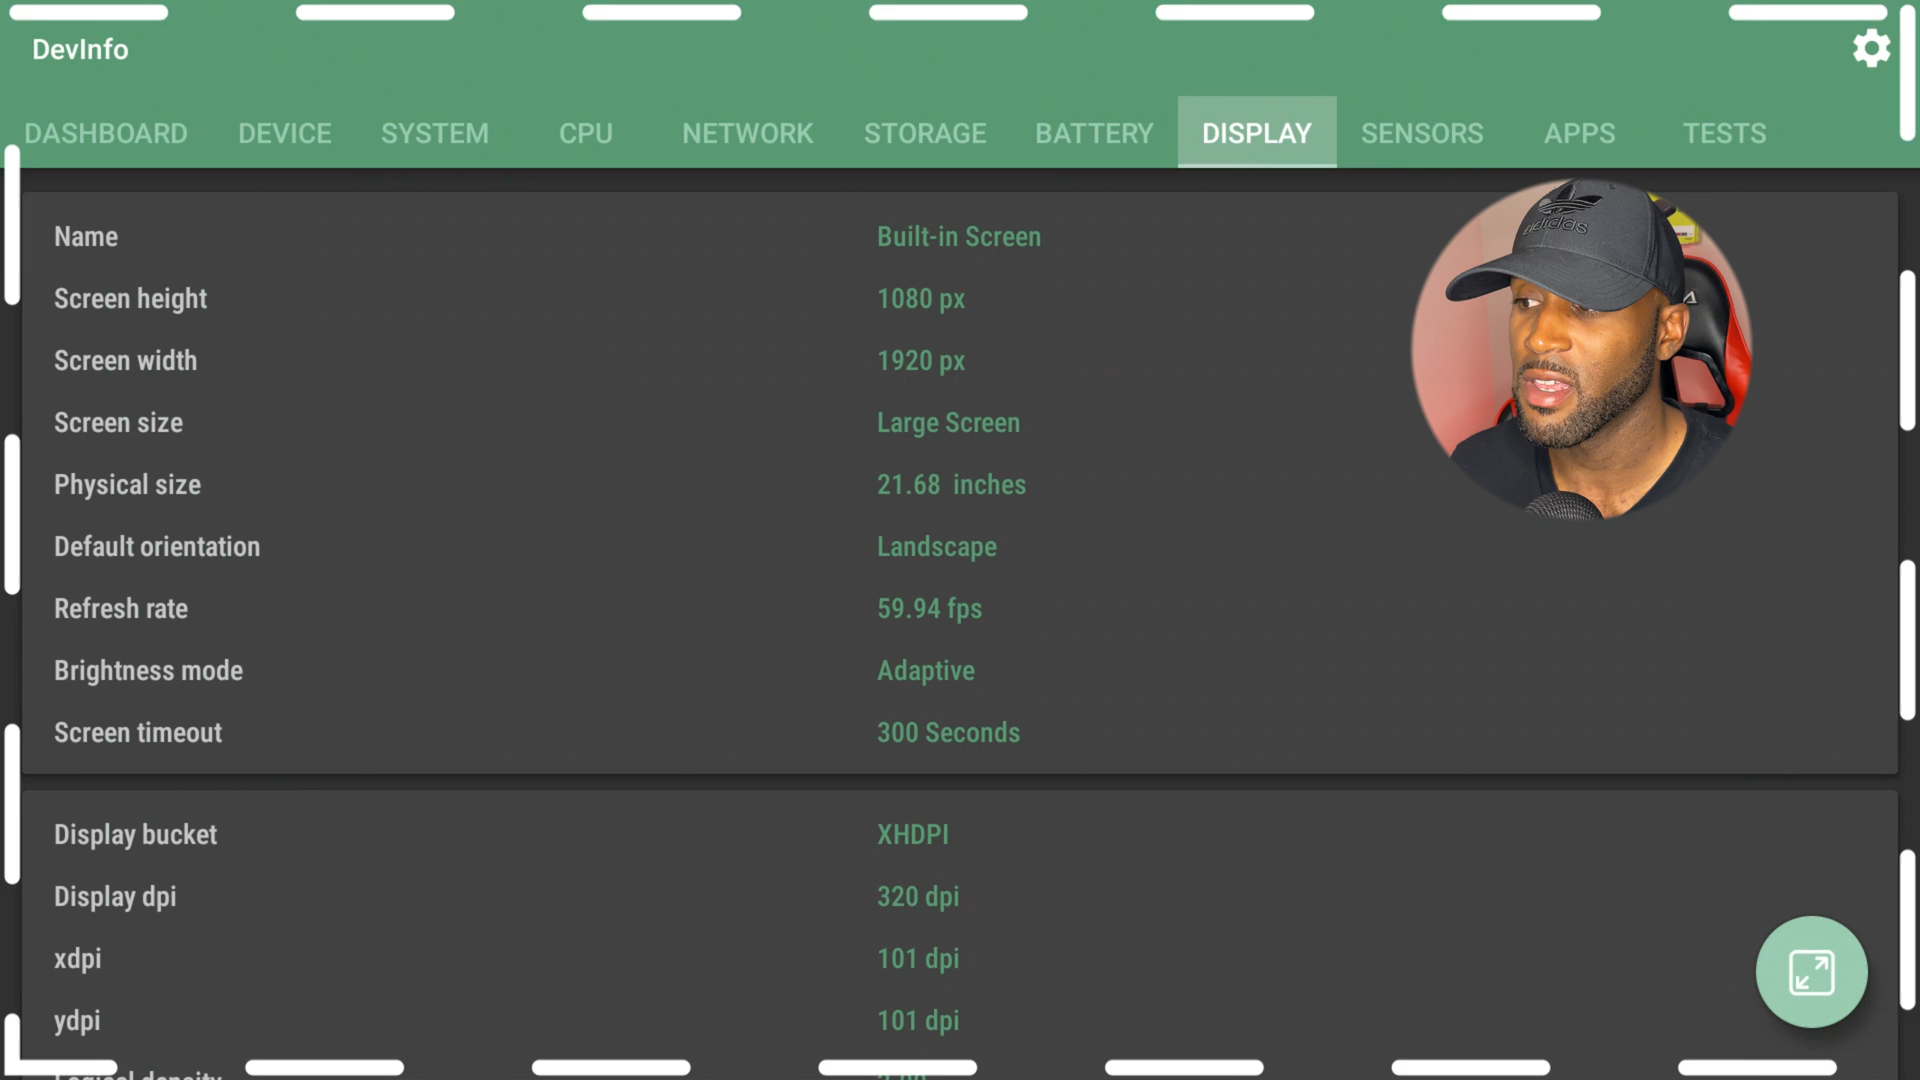 DevInfo
DASHBOARD DEVICE SYSTEM CPU NETWORK STORAGE BATTERY DISPLAY SENSORS APPS TESTS
Name Built-in Screen
Screen height 1080 px
Screen width 1920 px
Screen size Large Screen
Physical size 21.68 inches
Default orientation Landscape
Refresh rate 59.94 fps
Brightness mode Adaptive
Screen timeout 300 Seconds
adidas
Display bucket XHDPI
Display dpi 320 dpi
xdpi 101 dpi
ydpi 101 dpi
Logical density